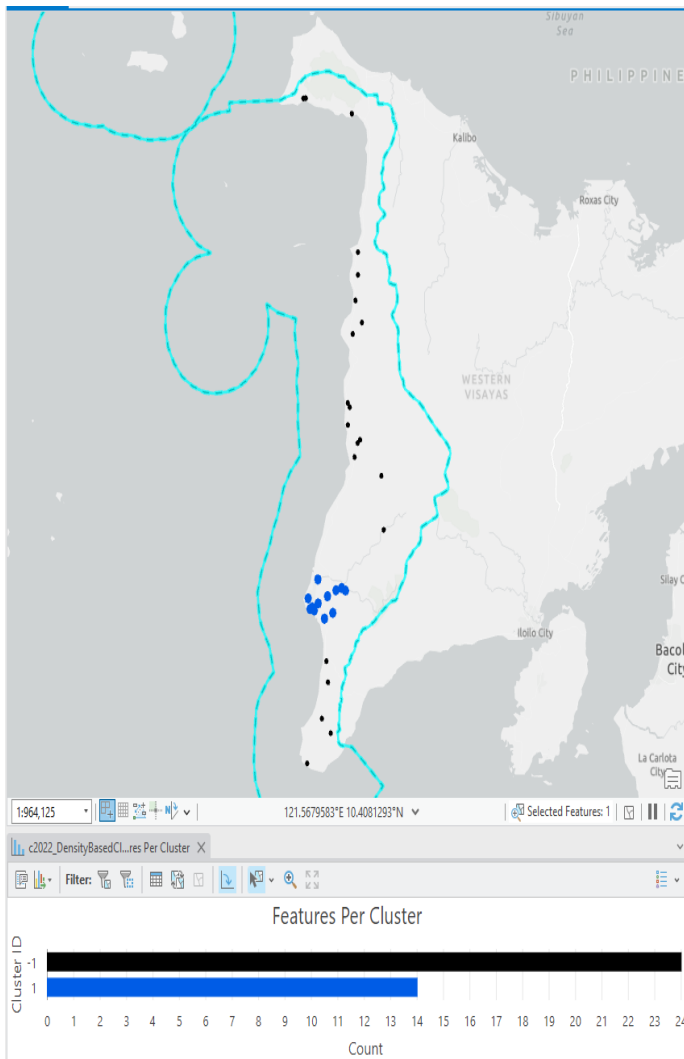 Sibuyan
Sea
PHILIPPINE
Kalibo
Roxas City
WESTERN
VISAYAS
Silay C
Iloilo City
Bacol
City
La Carlota
City
1:964,125
121.5679583°E 10.4081293°N
Selected Features: 1
c2022_DensityBasedCl...res Per Cluster
Filter:
Features Per Cluster
Cluster ID
-1
1
0 1 2 3 4 5 6 7 8 9 10 11 12 13 14 15 16 17 18 19 20 21 22 23 24
Count